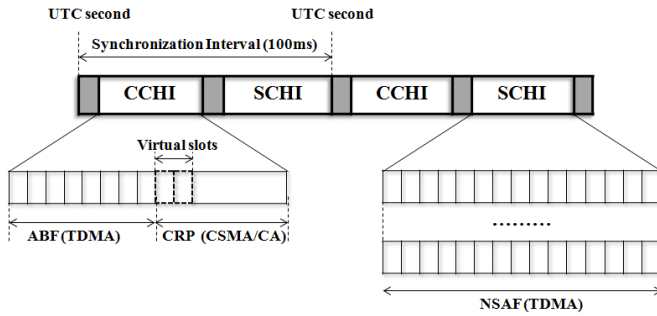 UTC second UTC second
Synchronization Interval (100ms)
CCHI SCHI CCHI SCHI
Virtual slots
ABF(TDMA) CRP (CSMA/CA)
NSAF(TDMA)